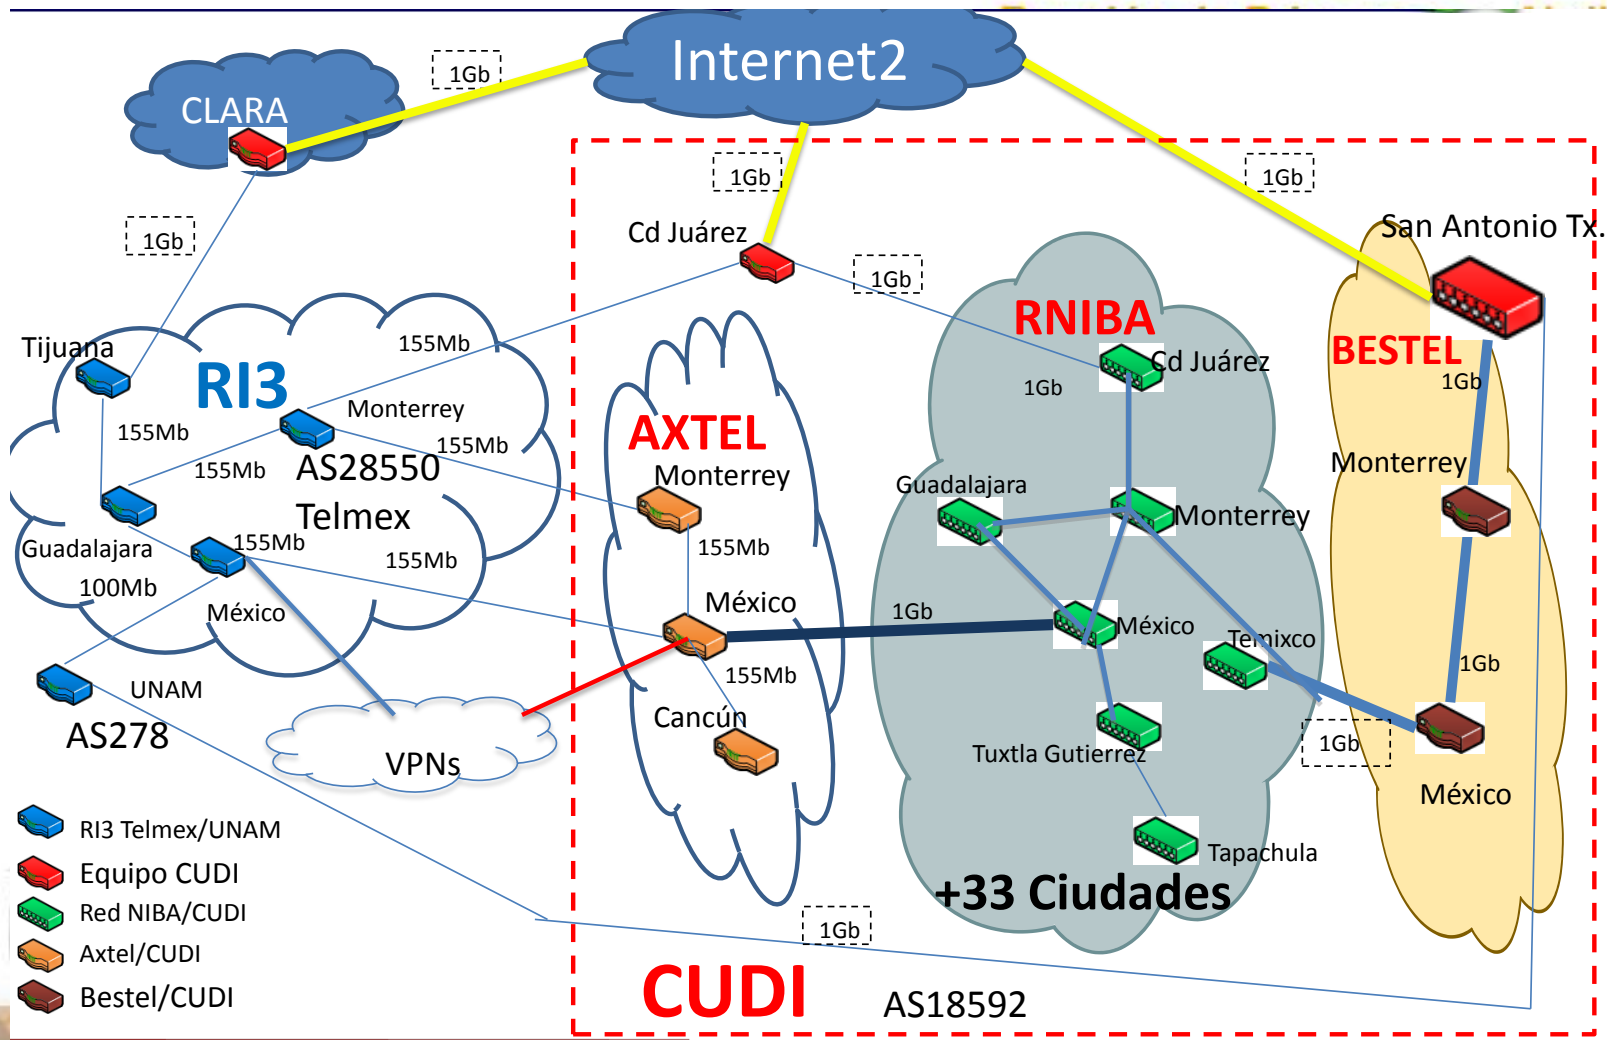 Internet2
1Gb
CLARA
1Gb
1Gb
San Antonio Tx.
Cd Juárez
1Gb
1Gb
RNIBA
155Mb
Tijuana
BESTEL
RI3
Cd Juárez
1Gb
1Gb
Monterrey
AXTEL
155Mb
155Mb
155Mb
AS28550
Monterrey
Monterrey
Guadalajara
Telmex
Monterrey
Guadalajara
155Mb
155Mb
155Mb
100Mb
México
México
1Gb
México
Temixco
155Mb
1Gb
UNAM
Cancún
AS278
1Gb
Tuxtla Gutierrez
VPNs
México
RI3 Telmex/UNAM
Tapachula
Equipo CUDI
+33 Ciudades
Red NIBA/CUDI
1Gb
Axtel/CUDI
Bestel/CUDI
CUDI
AS18592